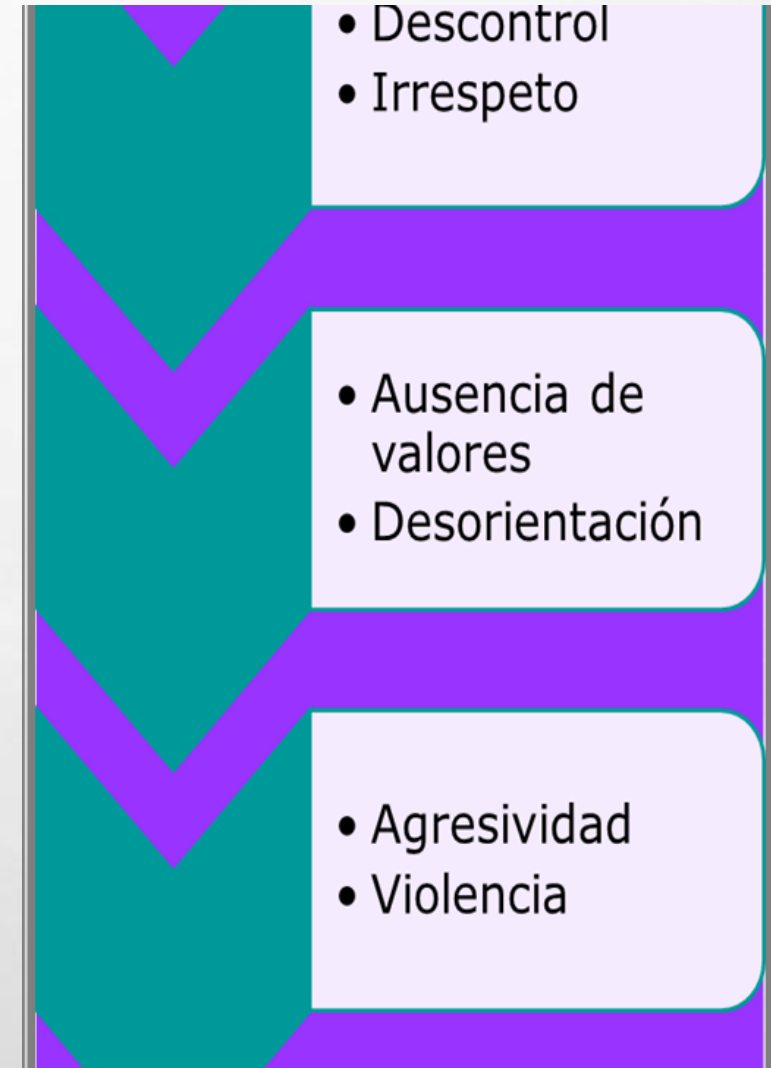 • Descontrol
• Irrespeto
• Ausencia de
valores
• Desorientación
• Agresividad
• Violencia